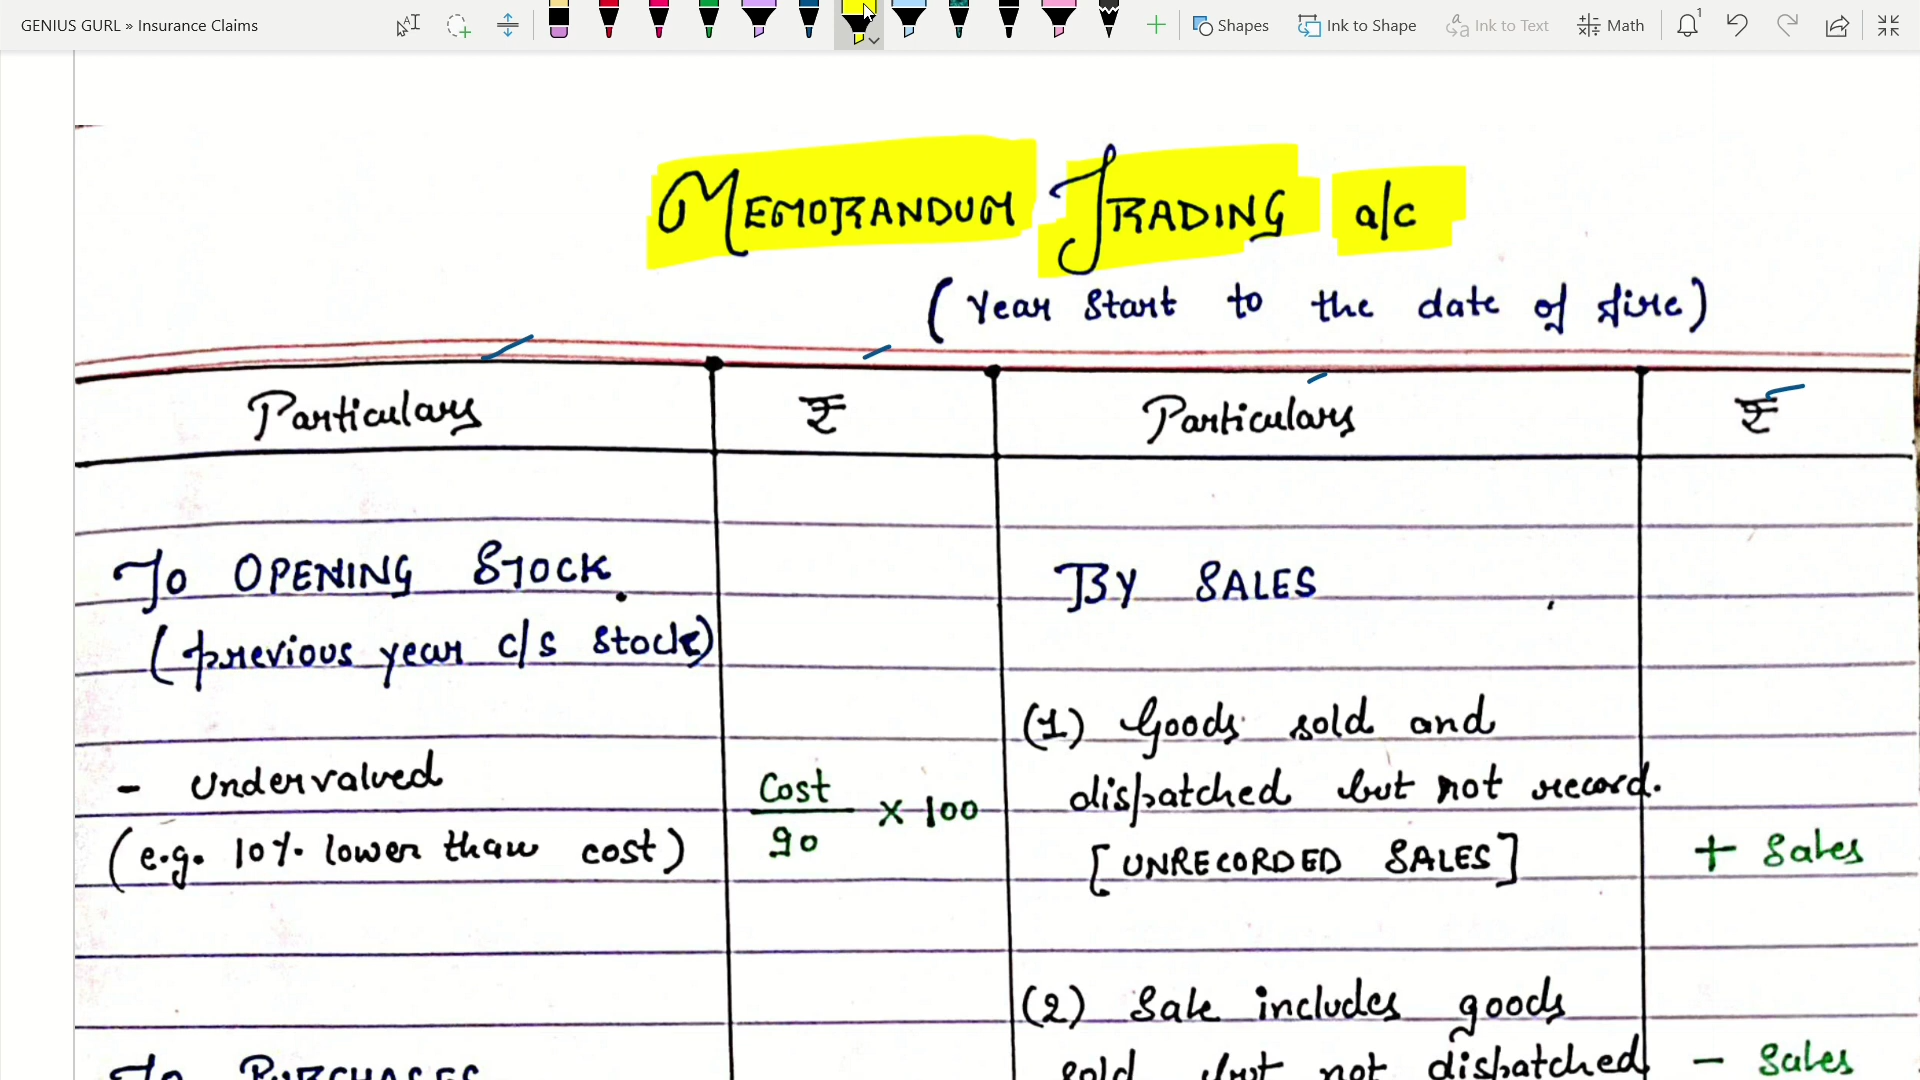 GENIUS GURL » Insurance Claims
Shapes
Ink to Shape
Ink to Text
Math
1
MEMORANDUM TRADING a/c
(Year Start to the date of fire)
Particulars ₹ Particulars ₹
To OPENING STOCK.
(previous year c/s stock)
- undervalued
(e.g. 10% lower than cost)
Cost
90
x 100
BY SALES
(1) Goods sold and
dispatched but not record.
[UNRECORDED SALES]
+ Sales
(2) Sale includes goods
sold but not dispatched
- Sales
To PURCHASES